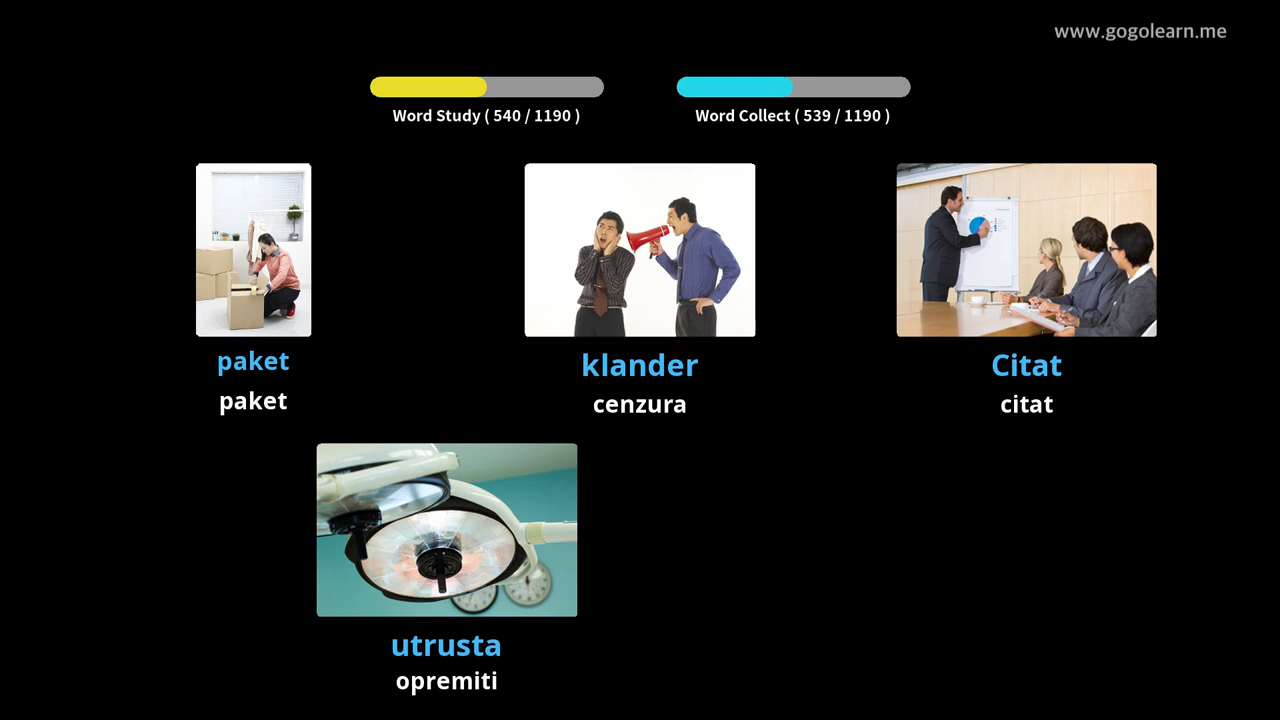 www.gogolearn.me
Word Study ( 540 / 1190 )
Word Collect ( 539 / 1190 )
paket
paket
klander
cenzura
Citat
citat
utrusta
opremiti